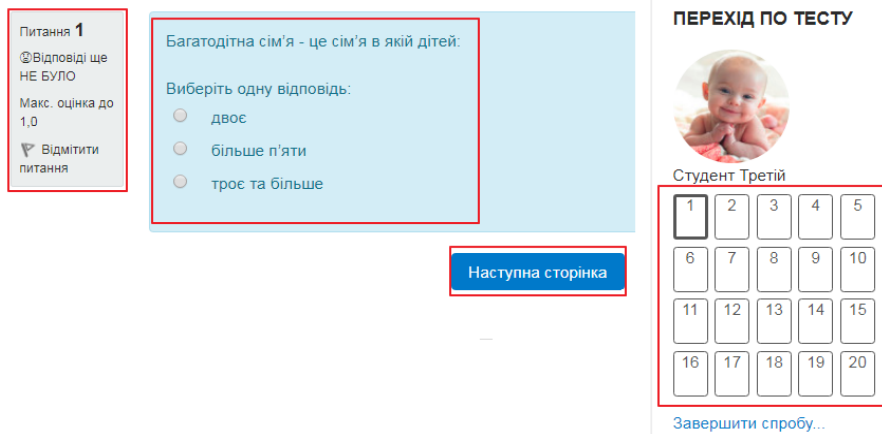 Питання 1
Відповіді ще
НЕ БУЛО
Макс. оцінка до
1,0
Відмітити
питання
Багатодітна сім'я - це сім'я в якій дітей:
Виберіть одну відповідь:
двоє
більше п'яти
троє та більше
Наступна сторінка
ПЕРЕХІД ПО ТЕСТУ
Студент Третій
1 2 3 4 5
6 7 8 9 10
11 12 13 14 15
16 17 18 19 20
Завершити спробу...